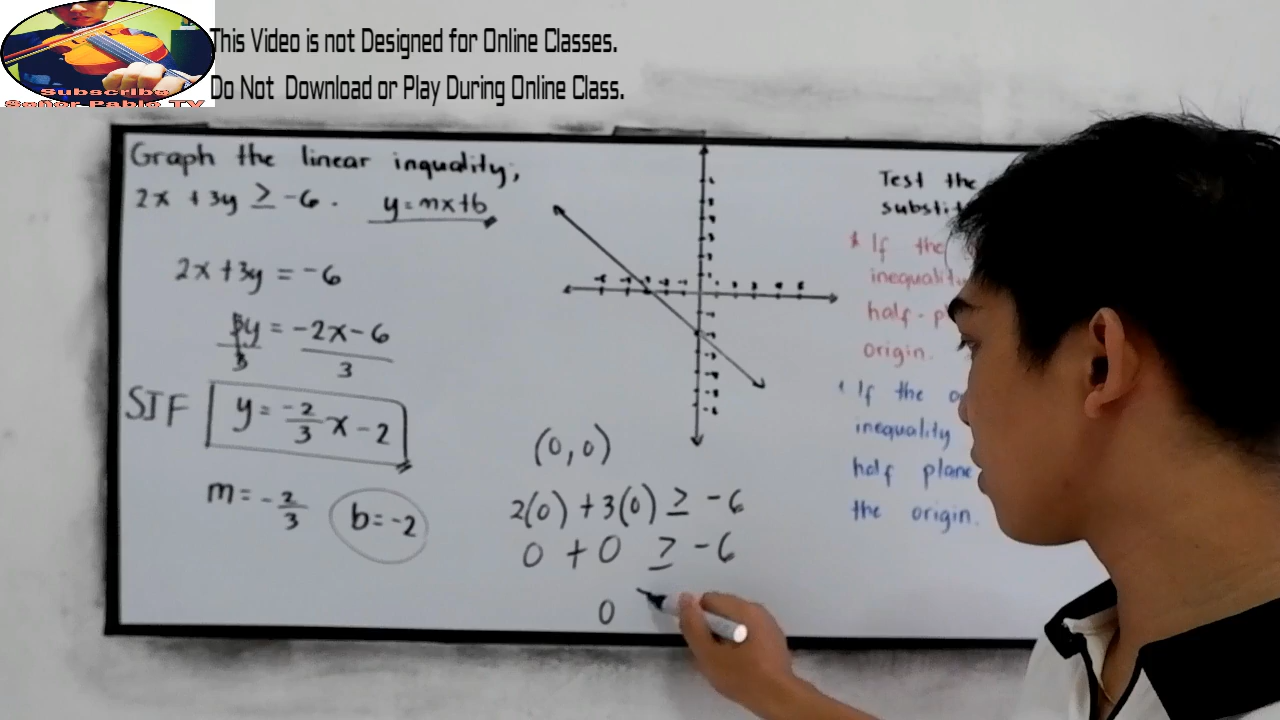 This Video is not Designed for Online Classes.
Do Not Download or Play During Online Class.
Subscribe
Señor Pablo TV
Graph the linear inquality;
2x + 3y ≥ -6. y=mx+b
2x + 3y = -6
3y = -2x - 6
3 3
SIF y = -2/3 x - 2
m = -2/3 b = -2
(0,0)
2(0) + 3(0) ≥ -6
0 + 0 ≥ -6
0
Test the
* If the
half-
origin.
* If the
inequality
half plane
the origin.